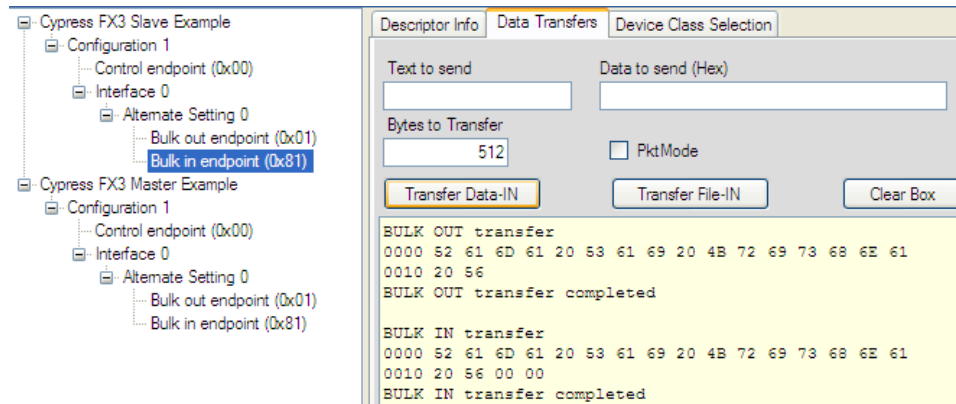 Cypress FX3 Slave Example
Configuration 1
Control endpoint (0x00)
Interface 0
Alternate Setting 0
Bulk out endpoint (0x01)
Bulk in endpoint (0x81)
Cypress FX3 Master Example
Configuration 1
Control endpoint (0x00)
Interface 0
Alternate Setting 0
Bulk out endpoint (0x01)
Bulk in endpoint (0x81)
Descriptor Info Data Transfers Device Class Selection
Text to send Data to send (Hex)
Bytes to Transfer
512 PktMode
Transfer Data-IN Transfer File-IN Clear Box
BULK OUT transfer
0000 52 61 6D 61 20 53 61 69 20 4B 72 69 73 68 6E 61
0010 20 56
BULK OUT transfer completed
BULK IN transfer
0000 52 61 6D 61 20 53 61 69 20 4B 72 69 73 68 6E 61
0010 20 56 00 00
BULK IN transfer completed